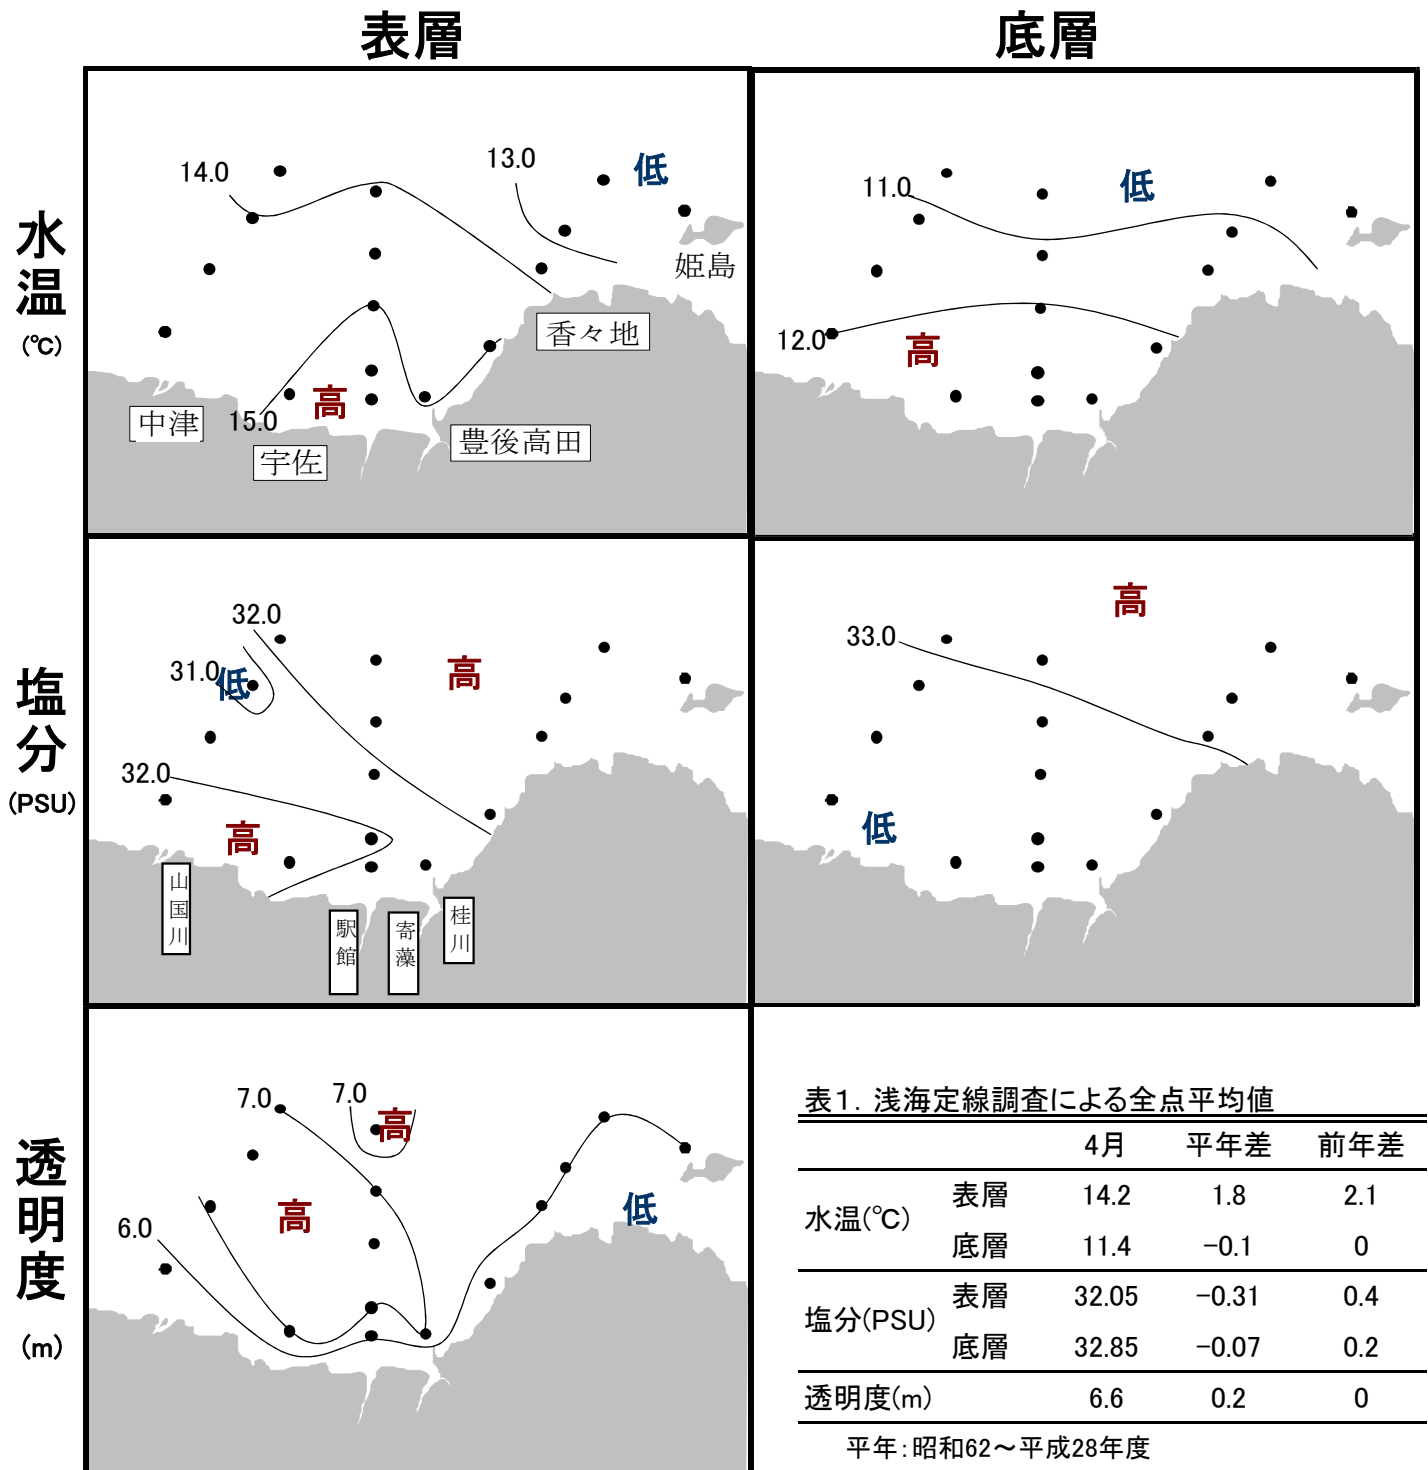 表層
底層
水温
(℃)
14.0
13.0
低
姫島
香々地
高
中津
15.0
宇佐
豊後高田
11.0
低
12.0
高
塩分
(PSU)
32.0
31.0
低
高
32.0
高
山国川
駅館
寄藻
桂川
33.0
高
低
透明度
(m)
7.0
7.0
高
高
6.0
低
表1. 浅海定線調査による全点平均値
4月 平年差 前年差
水温(℃) 表層 14.2 1.8 2.1
底層 11.4 -0.1 0
塩分(PSU) 表層 32.05 -0.31 0.4
底層 32.85 -0.07 0.2
透明度(m) 6.6 0.2 0
平年:昭和62～平成28年度